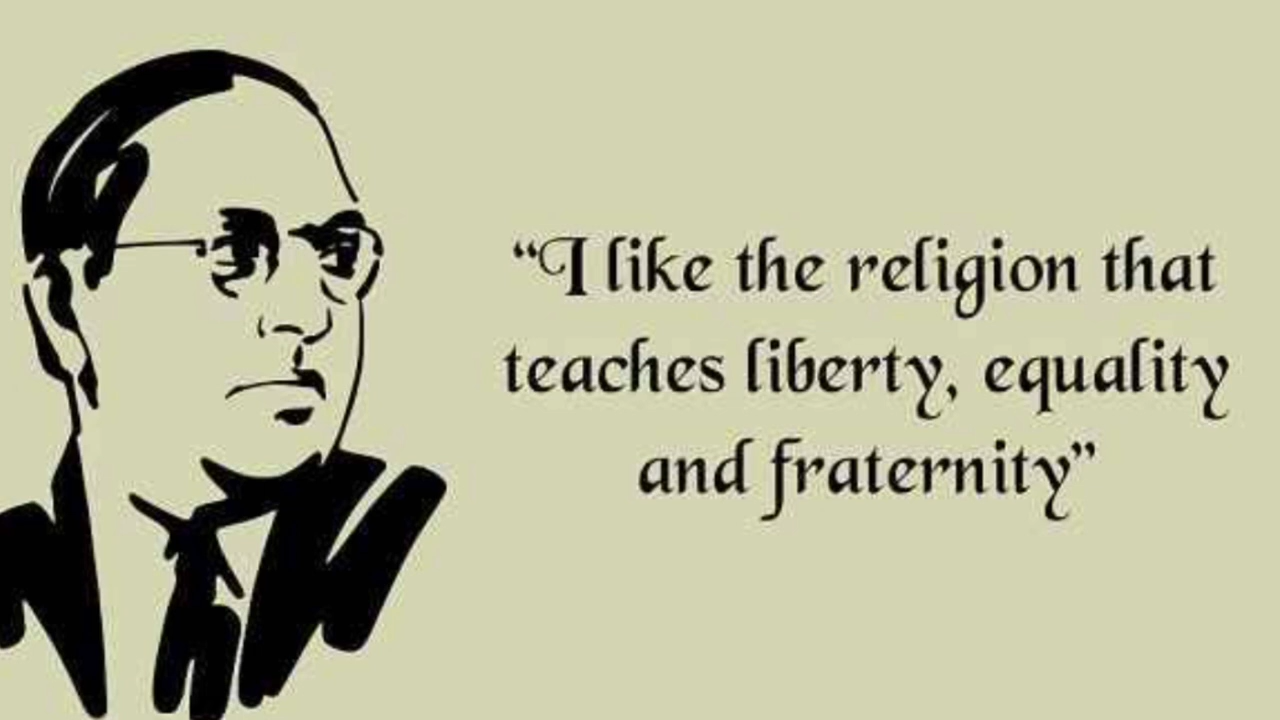 “I like the religion that
teaches liberty, equality
and fraternity”